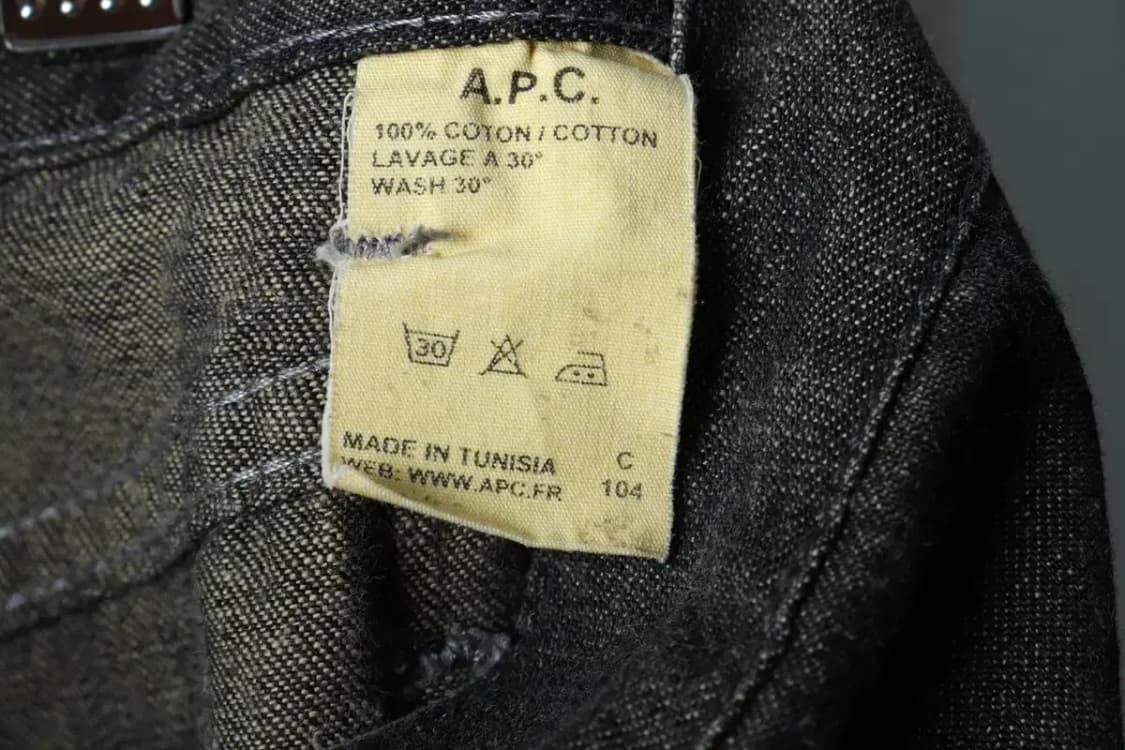 A.P.C.
100% COTON / COTTON
LAVAGE A 30°
WASH 30°
30
MADE IN TUNISIA C
WEB: WWW.APC.FR 104